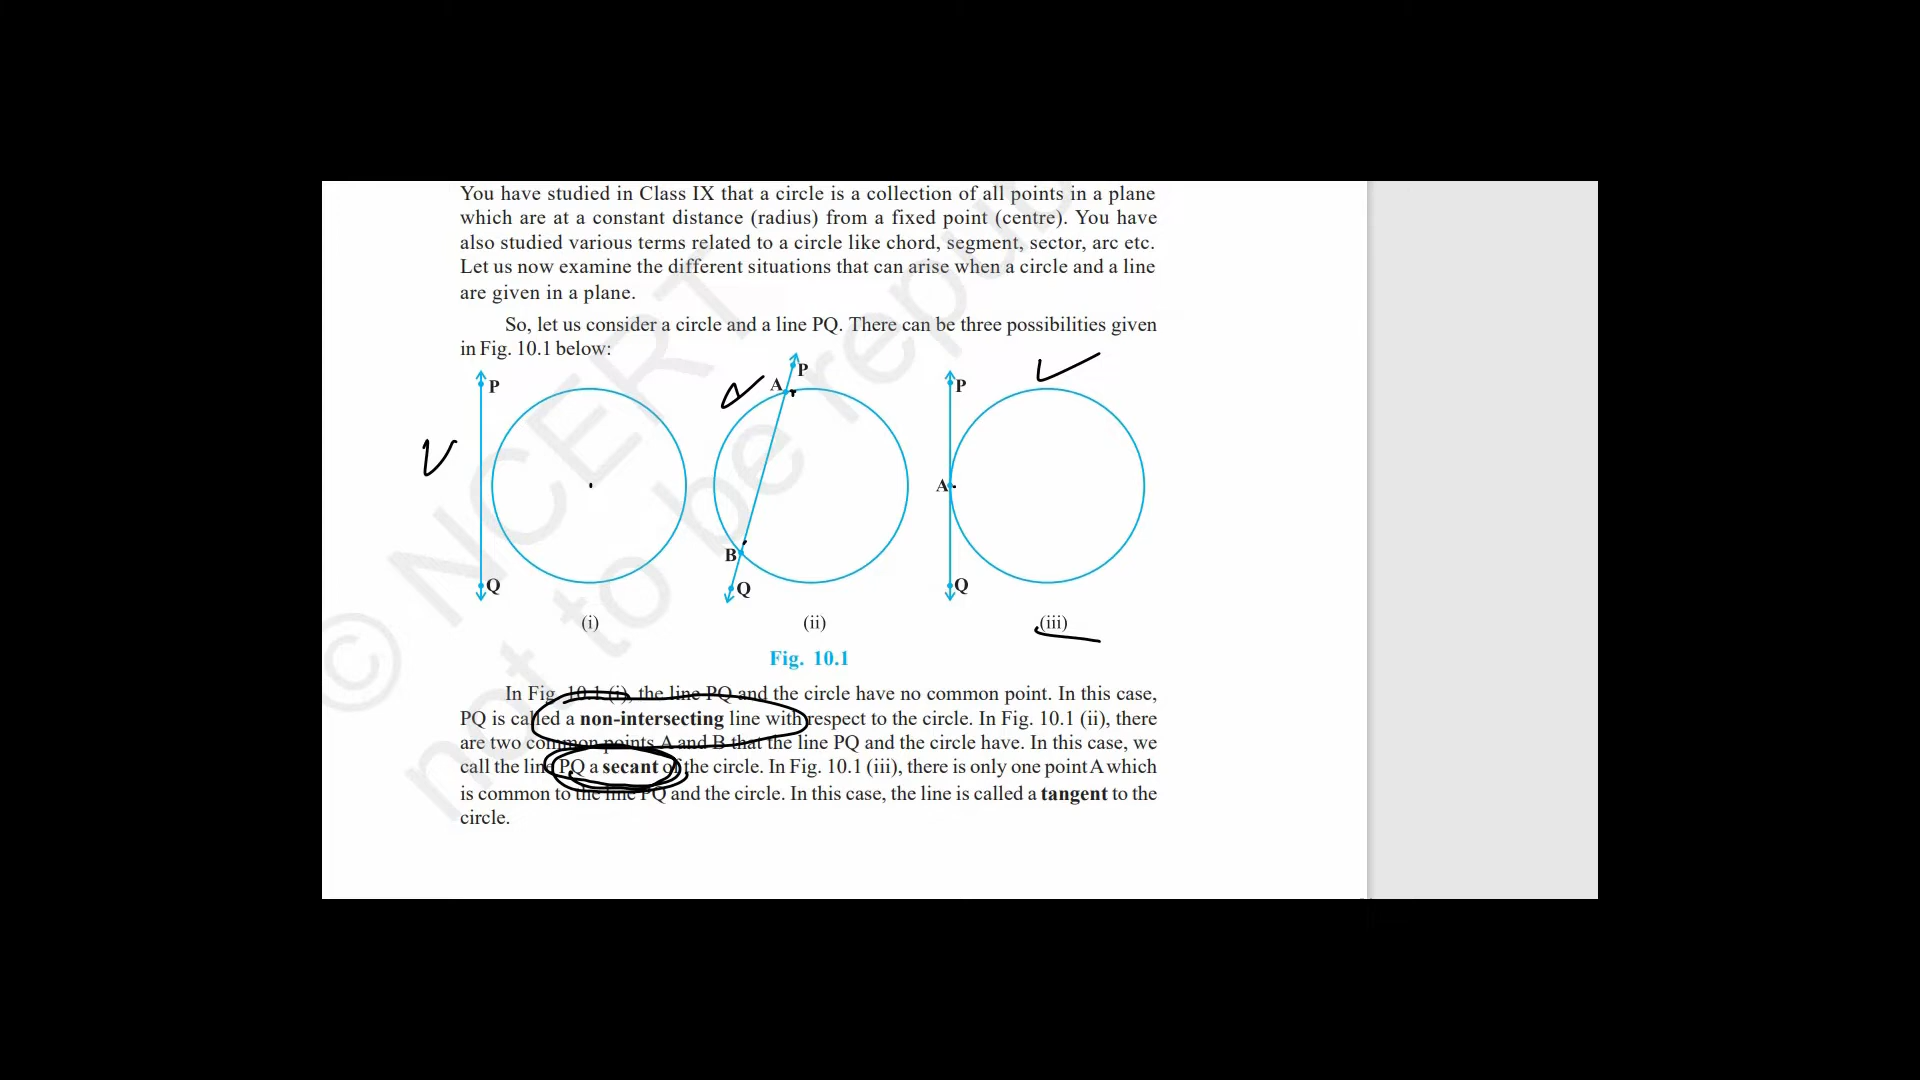 You have studied in Class IX that a circle is a collection of all points in a plane
which are at a constant distance (radius) from a fixed point (centre). You have
also studied various terms related to a circle like chord, segment, sector, arc etc.
Let us now examine the different situations that can arise when a circle and a line
are given in a plane.
So, let us consider a circle and a line PQ. There can be three possibilities given
in Fig. 10.1 below:
P
Q
(i)
A
P
B
Q
(ii)
P
A
Q
(iii)
Fig. 10.1
In Fig. 10.1 (i), the line PQ and the circle have no common point. In this case,
PQ is called a non-intersecting line with respect to the circle. In Fig. 10.1 (ii), there
are two common points A and B that the line PQ and the circle have. In this case, we
call the line PQ a secant of the circle. In Fig. 10.1 (iii), there is only one point A which
is common to the line PQ and the circle. In this case, the line is called a tangent to the
circle.
© NCERT
not to be republ